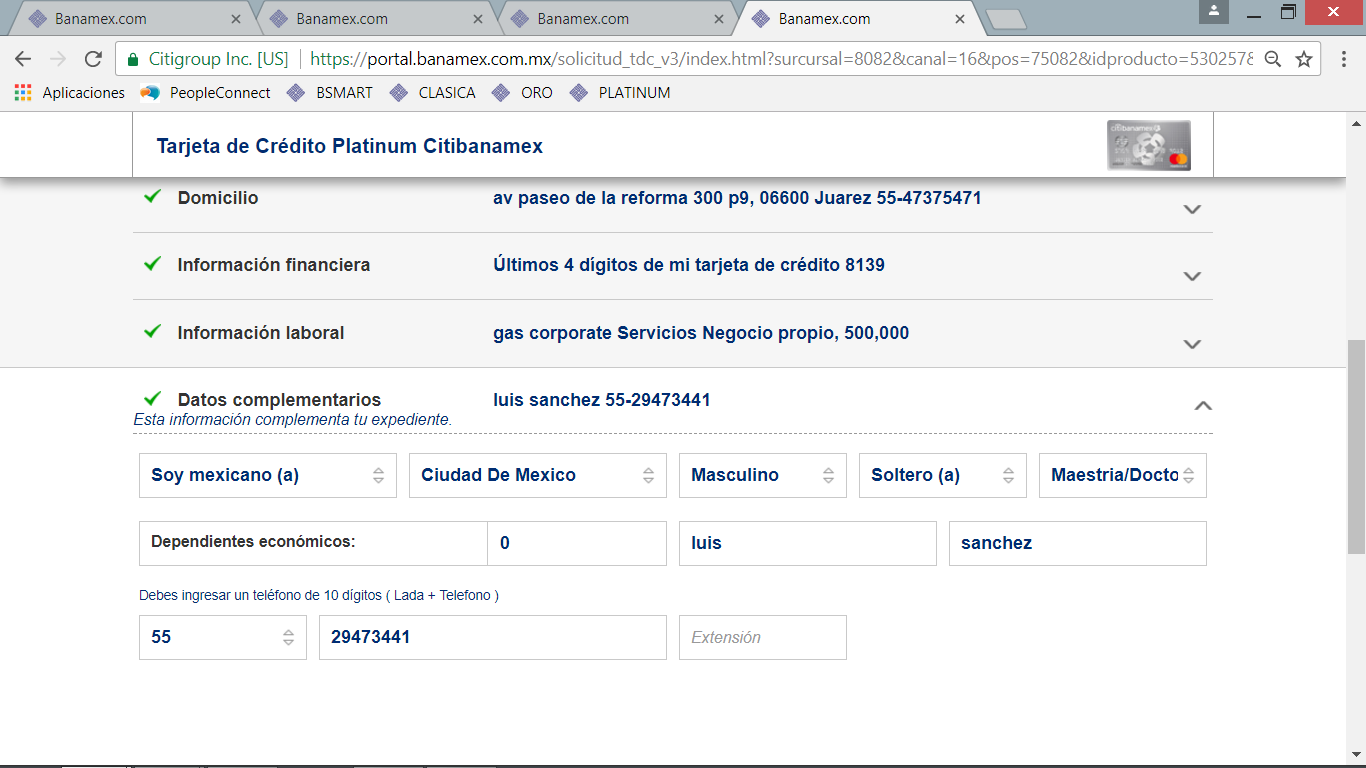 Banamex.com Banamex.com Banamex.com Banamex.com
Citigroup Inc. [US] https://portal.banamex.com.mx/solicitud_tdc_v3/index.html?sursursal=8082&canal=16&pos=75082&idproducto=530257&
Aplicaciones PeopleConnect BSMART CLASICA ORO PLATINUM
Tarjeta de Crédito Platinum Citibanamex
citibanamex
Domicilio av paseo de la reforma 300 p9, 06600 Juarez 55-47375471
Información financiera Últimos 4 dígitos de mi tarjeta de crédito 8139
Información laboral gas corporate Servicios Negocio propio, 500,000
Datos complementarios luis sanchez 55-29473441
Esta información complementa tu expediente.
Soy mexicano (a) Ciudad De Mexico Masculino Soltero (a) Maestria/Docto
Dependientes económicos: 0 luis sanchez
Debes ingresar un teléfono de 10 dígitos ( Lada + Telefono )
55 29473441 Extensión